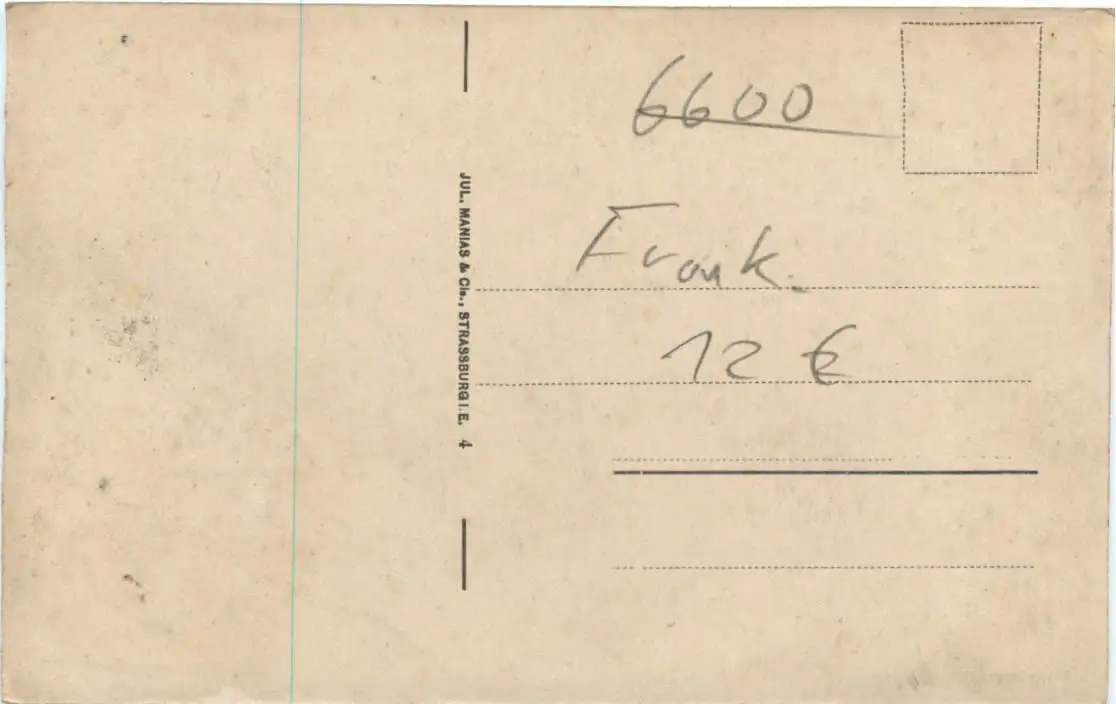 JUL. MANIAS & Cie., STRASSBURG I. E. 4
6600
Frank.
12 €